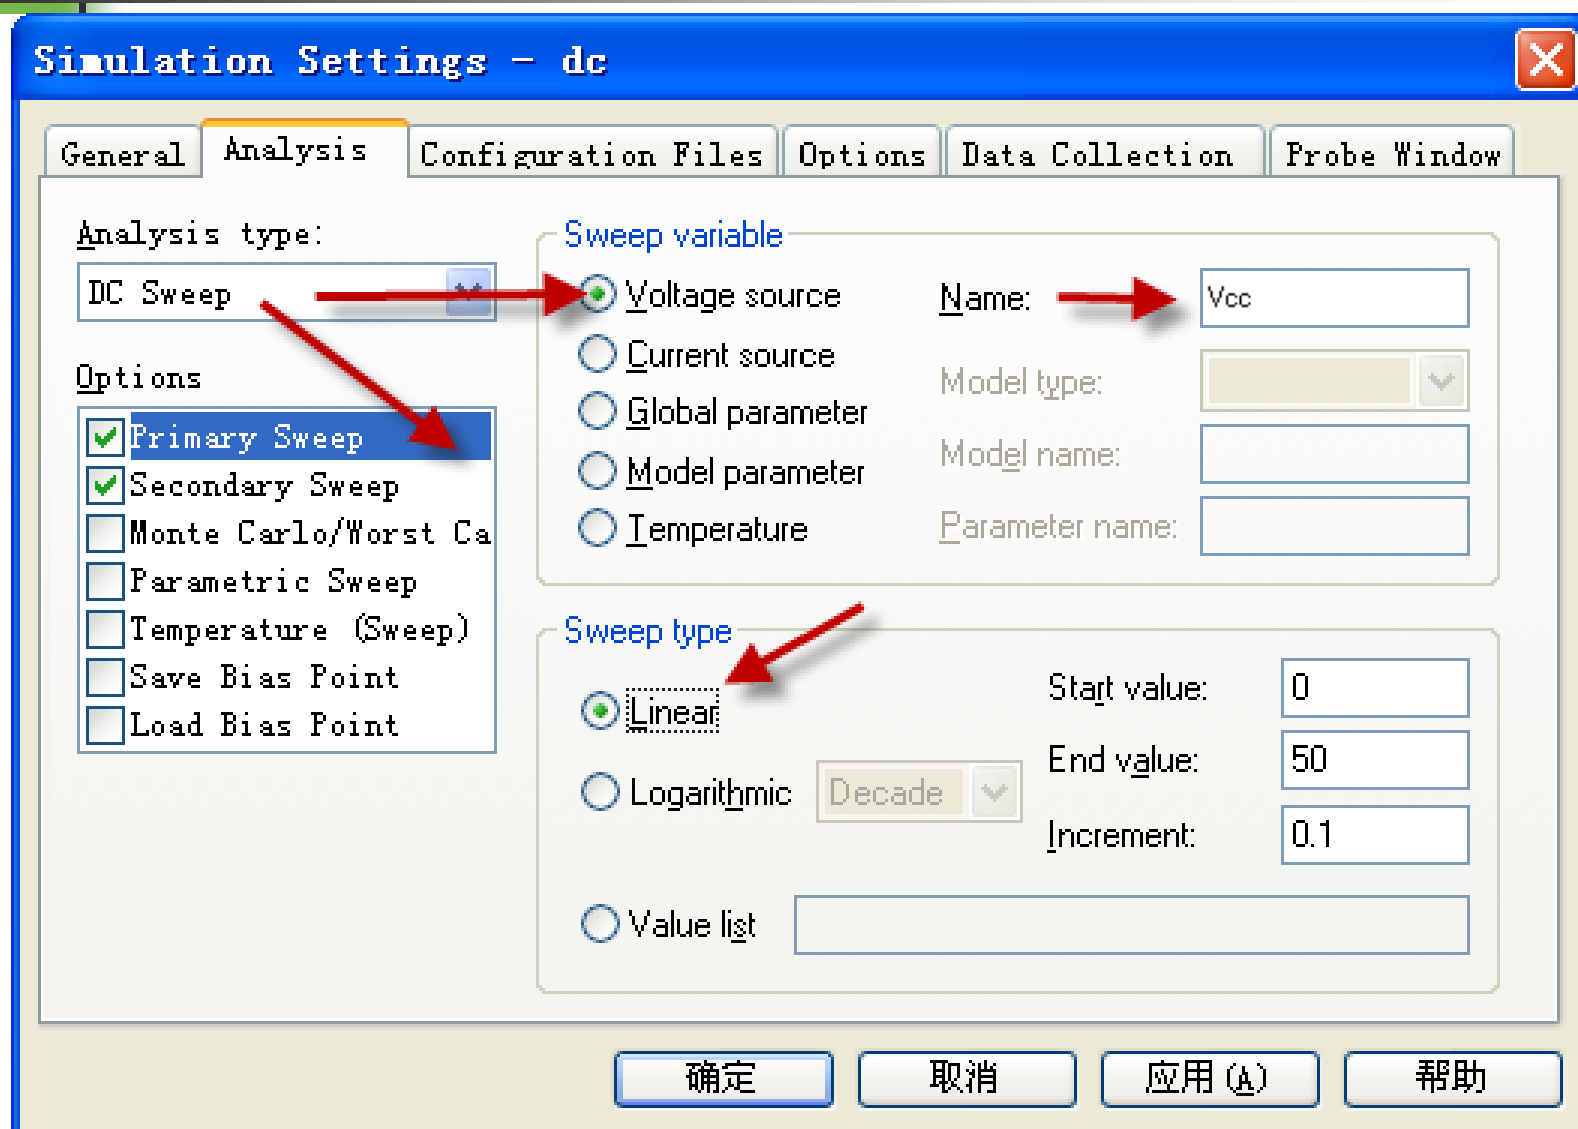 Simulation Settings - dc
General Analysis Configuration Files Options Data Collection Probe Window
Analysis type:
DC Sweep
Options
Primary Sweep
Secondary Sweep
Monte Carlo/Worst Ca
Parametric Sweep
Temperature (Sweep)
Save Bias Point
Load Bias Point
Sweep variable
Voltage source
Current source
Global parameter
Model parameter
Temperature
Name: Vcc
Model type:
Model name:
Parameter name:
Sweep type
Linear
Logarithmic Decade
Value list
Start value: 0
End value: 50
Increment: 0.1
确定 取消 应用(A) 帮助